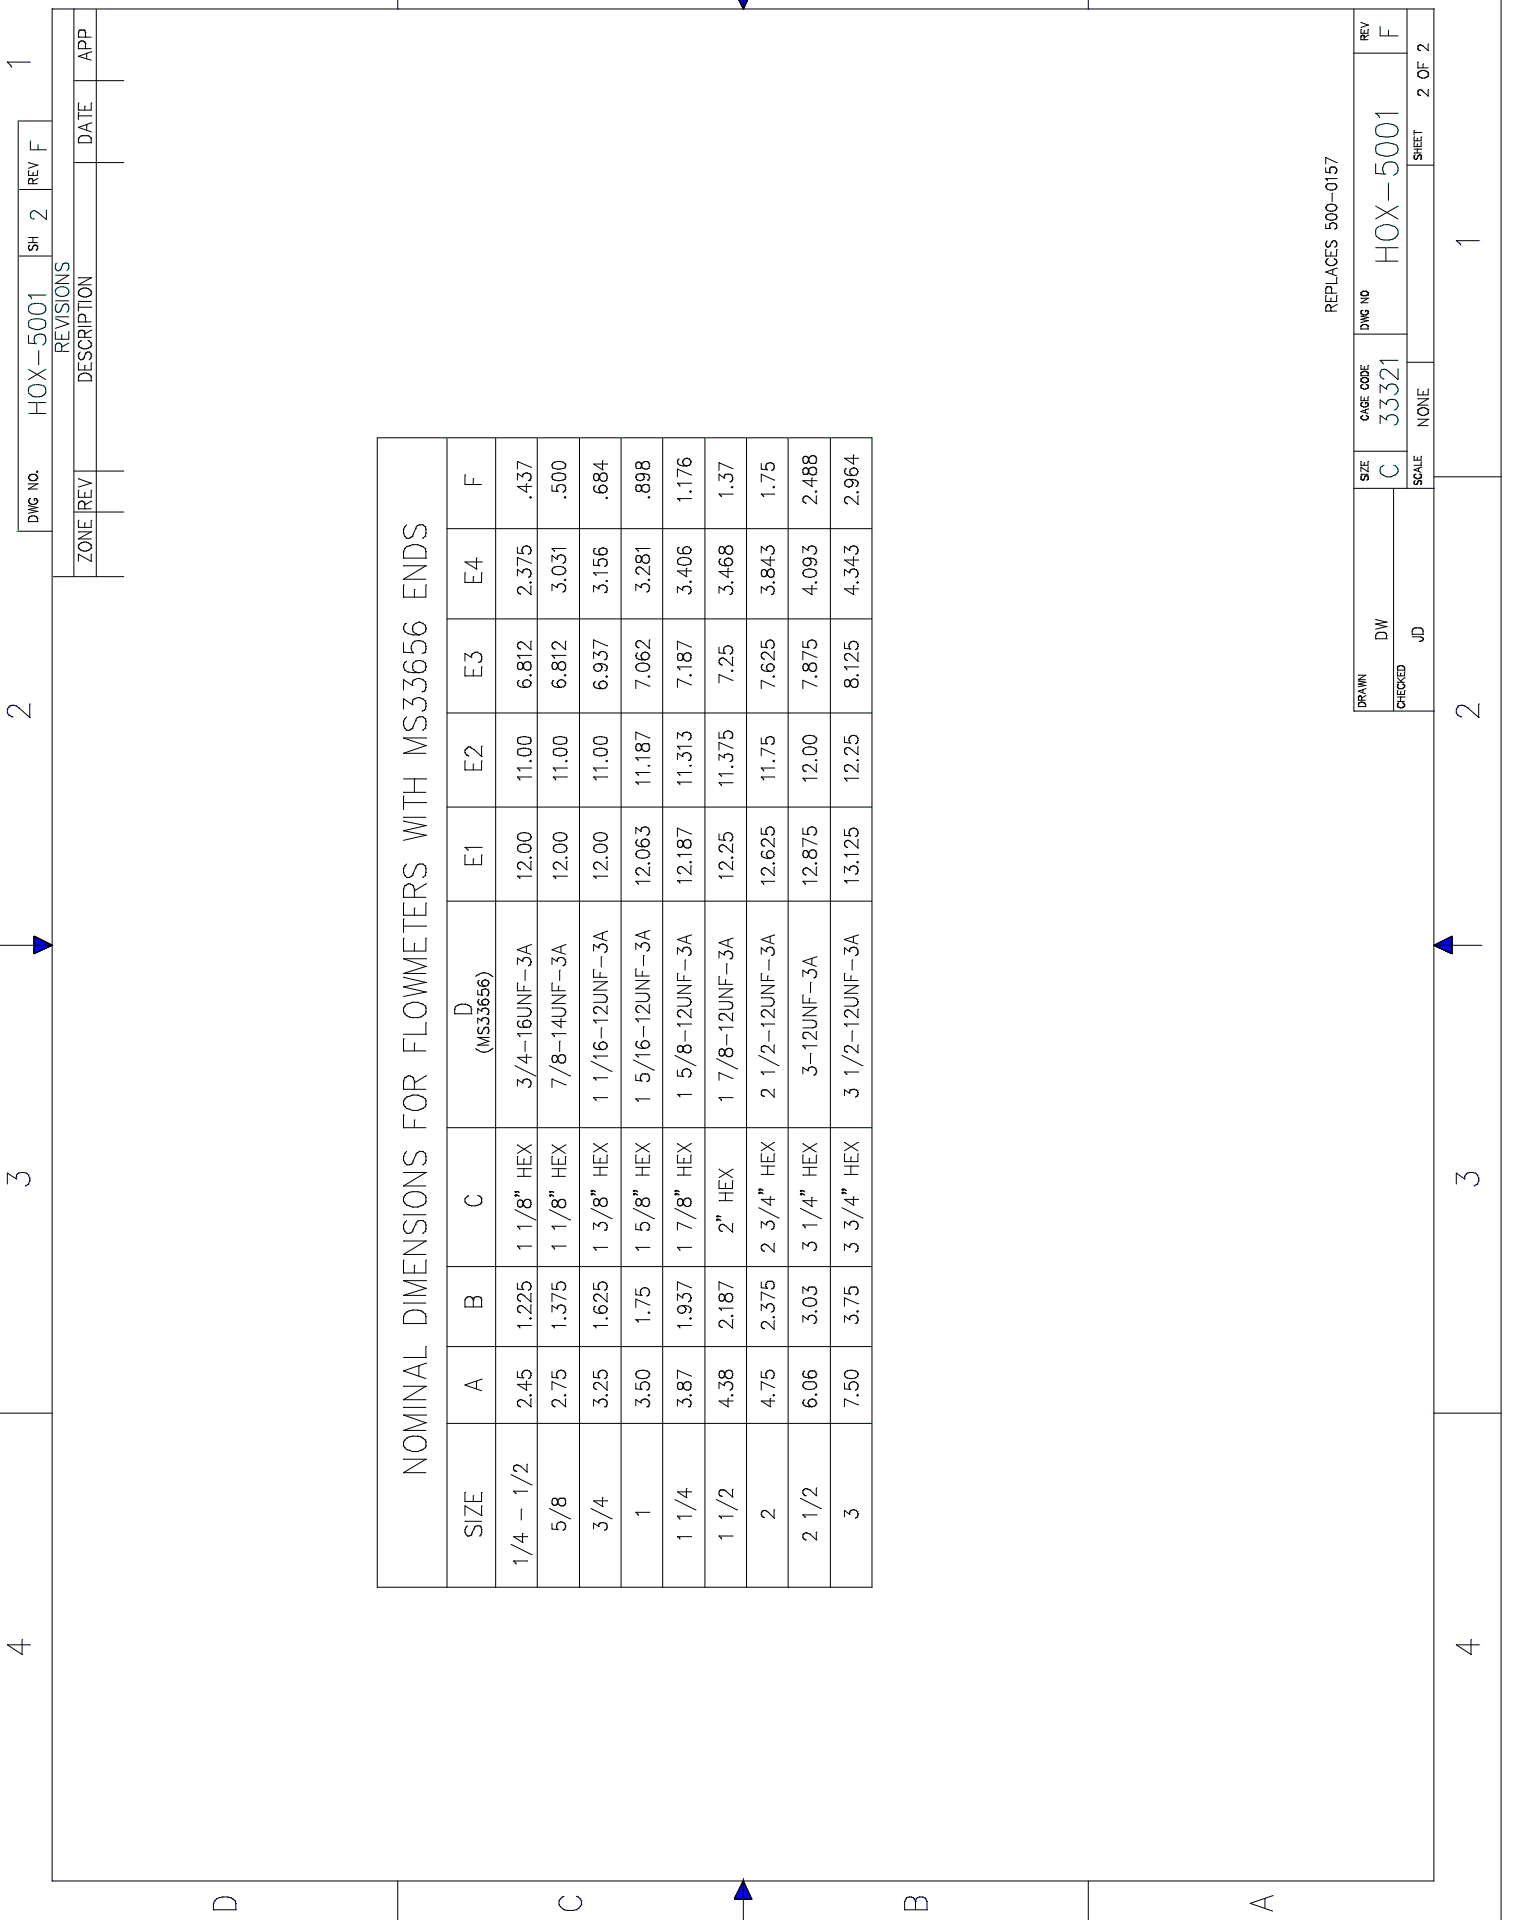 4 3 2 1
DWG NO. HOX-5001 SH 2 REV F
REVISIONS
ZONE REV DESCRIPTION DATE APP
D
C
B
A
NOMINAL DIMENSIONS FOR FLOWMETERS WITH MS33656 ENDS
SIZE A B C D (MS33656) E1 E2 E3 E4 F
1/4 - 1/2 2.45 1.225 1 1/8" HEX 3/4-16UNF-3A 12.00 11.00 6.812 2.375 .437
5/8 2.75 1.375 1 1/8" HEX 7/8-14UNF-3A 12.00 11.00 6.812 3.031 .500
3/4 3.25 1.625 1 3/8" HEX 1 1/16-12UNF-3A 12.00 11.00 6.937 3.156 .684
1 3.50 1.75 1 5/8" HEX 1 5/16-12UNF-3A 12.063 11.187 7.062 3.281 .898
1 1/4 3.87 1.937 1 7/8" HEX 1 5/8-12UNF-3A 12.187 11.313 7.187 3.406 1.176
1 1/2 4.38 2.187 2" HEX 1 7/8-12UNF-3A 12.25 11.375 7.25 3.468 1.37
2 4.75 2.375 2 3/4" HEX 2 1/2-12UNF-3A 12.625 11.75 7.625 3.843 1.75
2 1/2 6.06 3.03 3 1/4" HEX 3-12UNF-3A 12.875 12.00 7.875 4.093 2.488
3 7.50 3.75 3 3/4" HEX 3 1/2-12UNF-3A 13.125 12.25 8.125 4.343 2.964
REPLACES 500-0157
DRAWN DW
CHECKED JD
SIZE C CAGE CODE 33321 DWG NO HOX-5001 REV F
SCALE NONE SHEET 2 OF 2
4 3 2 1